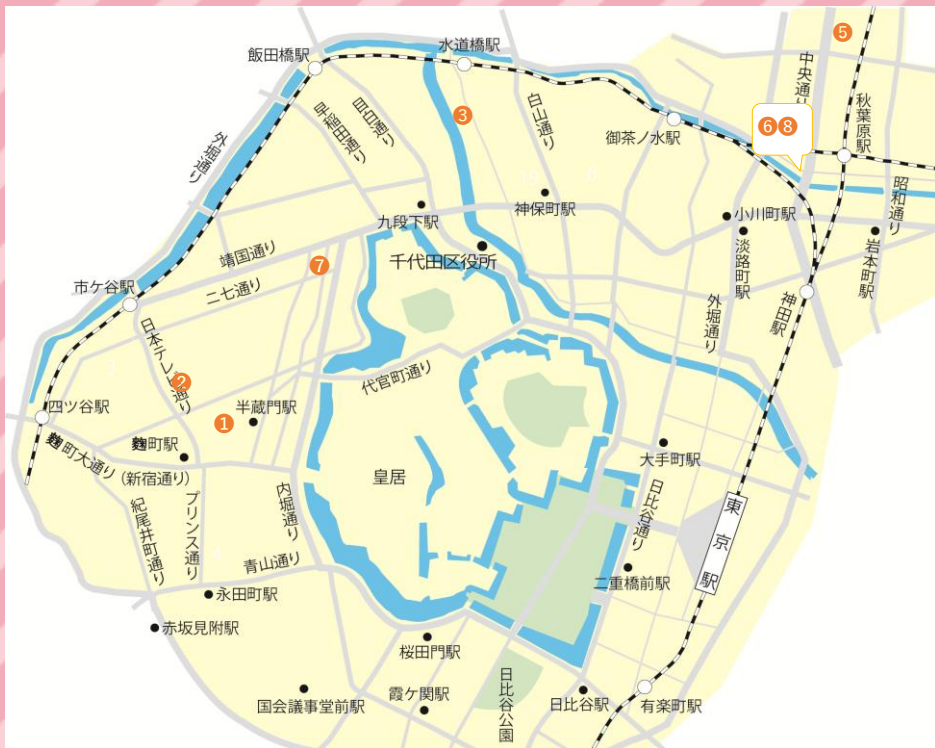 飯田橋駅
水道橋駅
中央通り
❺
外堀通り
早稲田通り
目白通り
❸
白山通り
御茶ノ水駅
❻❽
秋葉原駅
昭和通り
九段下駅
神保町駅
小川町駅
淡路町駅
岩本町駅
千代田区役所
靖国通り
❼
二七通り
市ケ谷駅
外堀通り
神田駅
日本テレビ通り
❷
代官町通り
四ツ谷駅
❶
半蔵門駅
麴町駅
麴町大通り(新宿通り)
大手町駅
皇居
紀尾井町通り
プリンス通り
内堀通り
日比谷通り
東京駅
青山通り
二重橋前駅
永田町駅
赤坂見附駅
桜田門駅
国会議事堂前駅
霞ケ関駅
日比谷公園
日比谷駅
有楽町駅